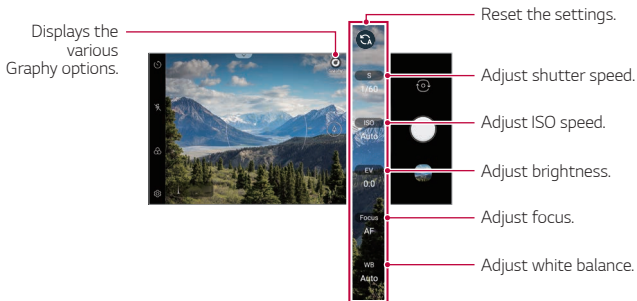 Displays the
various
Graphy options.
Reset the settings.
S
1/60
Adjust shutter speed.
ISO
Auto
Adjust ISO speed.
EV
0.0
Adjust brightness.
Focus
AF
Adjust focus.
WB
Auto
Adjust white balance.